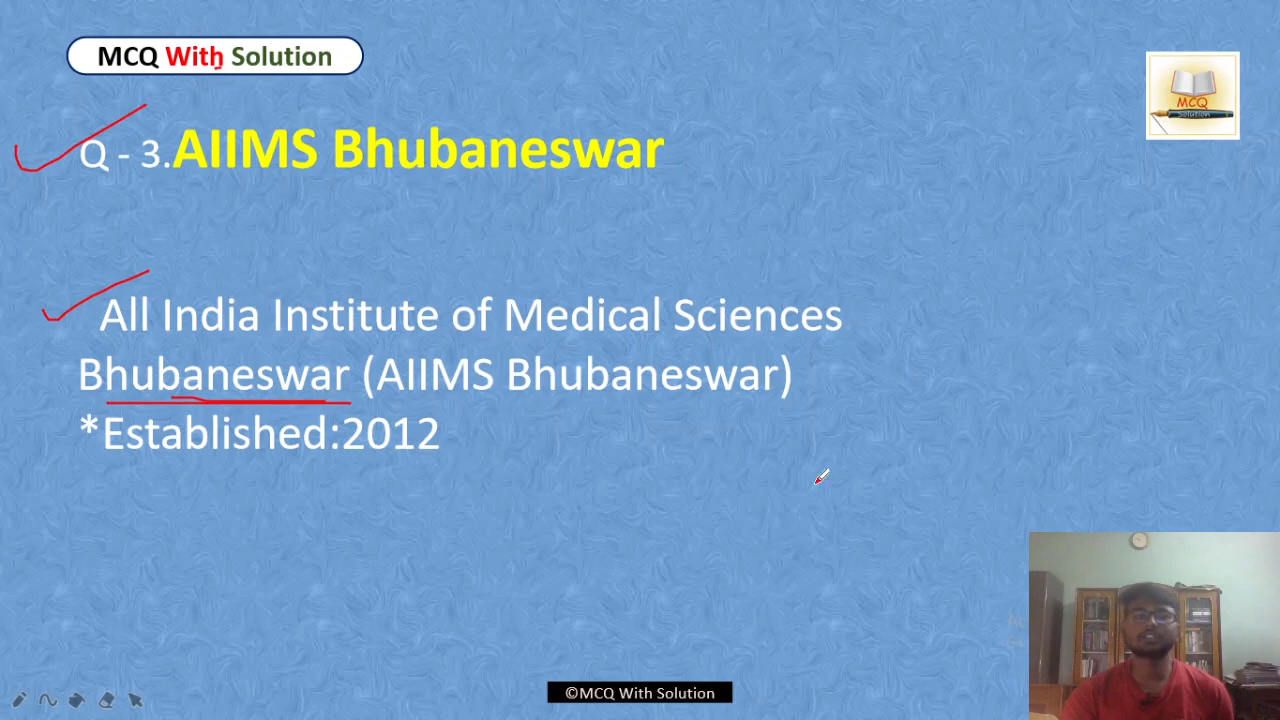 MCQ With Solution
MCQ
Solution
Q - 3.AIIMS Bhubaneswar
All India Institute of Medical Sciences
Bhubaneswar (AIIMS Bhubaneswar)
*Established:2012
©MCQ With Solution